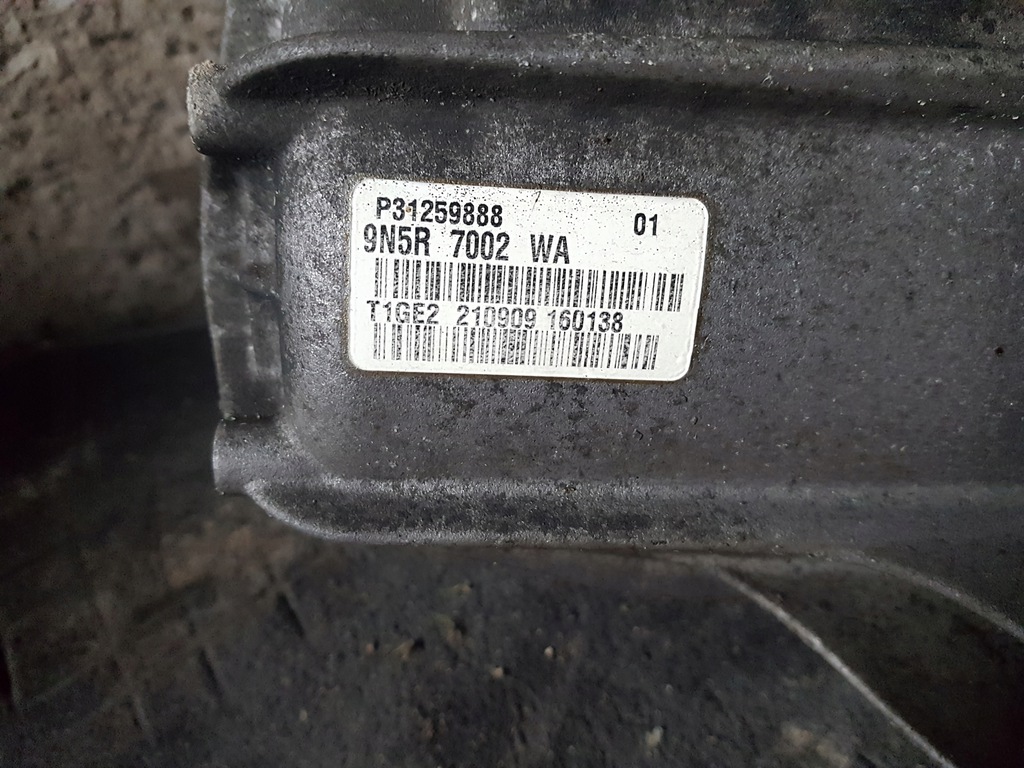 P31259888 01
9N5R 7002 WA
T1GE2 210909 160138